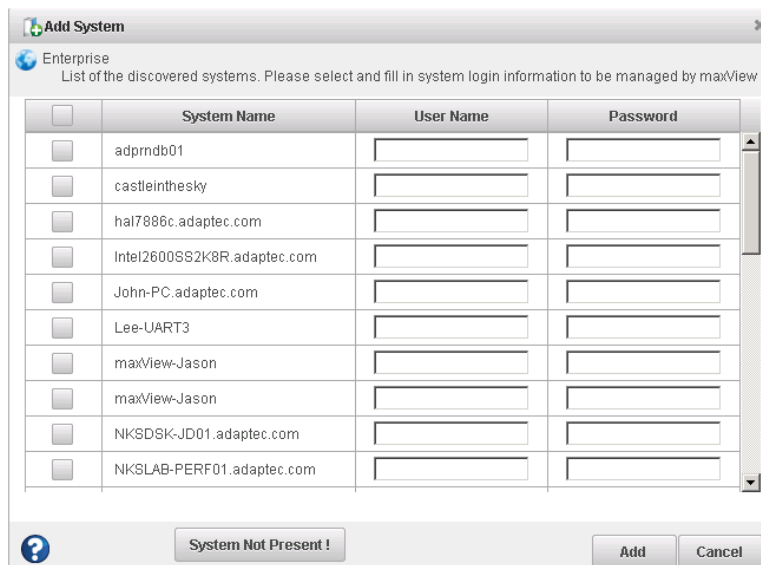 Add System
Enterprise
List of the discovered systems. Please select and fill in system login information to be managed by maxView
System Name User Name Password
adprndb01
castleinthesky
hal7886c.adaptec.com
Intel2600SS2K8R.adaptec.com
John-PC.adaptec.com
Lee-UART3
maxView-Jason
maxView-Jason
NKSDSK-JD01.adaptec.com
NKSLAB-PERF01.adaptec.com
? System Not Present ! Add Cancel